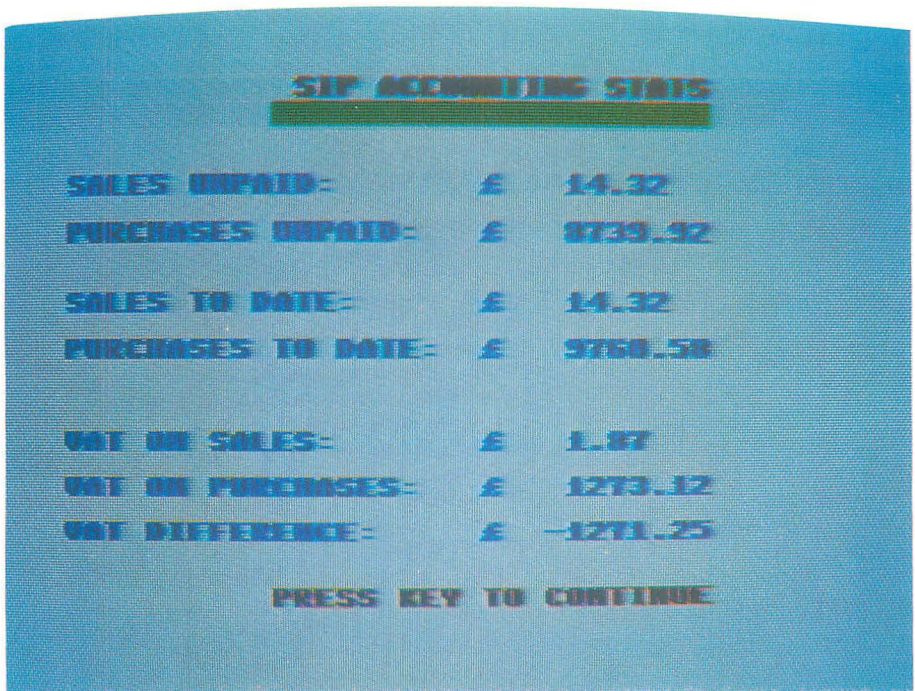 SIP ACCOUNTING STATS
SALES UNPAID: £ 14.32
PURCHASES UNPAID: £ 8739.92
SALES TO DATE: £ 14.32
PURCHASES TO DATE: £ 9760.58
VAT ON SALES: £ 1.87
VAT ON PURCHASES: £ 1273.12
VAT DIFFERENCE: £ -1271.25
PRESS KEY TO CONTINUE